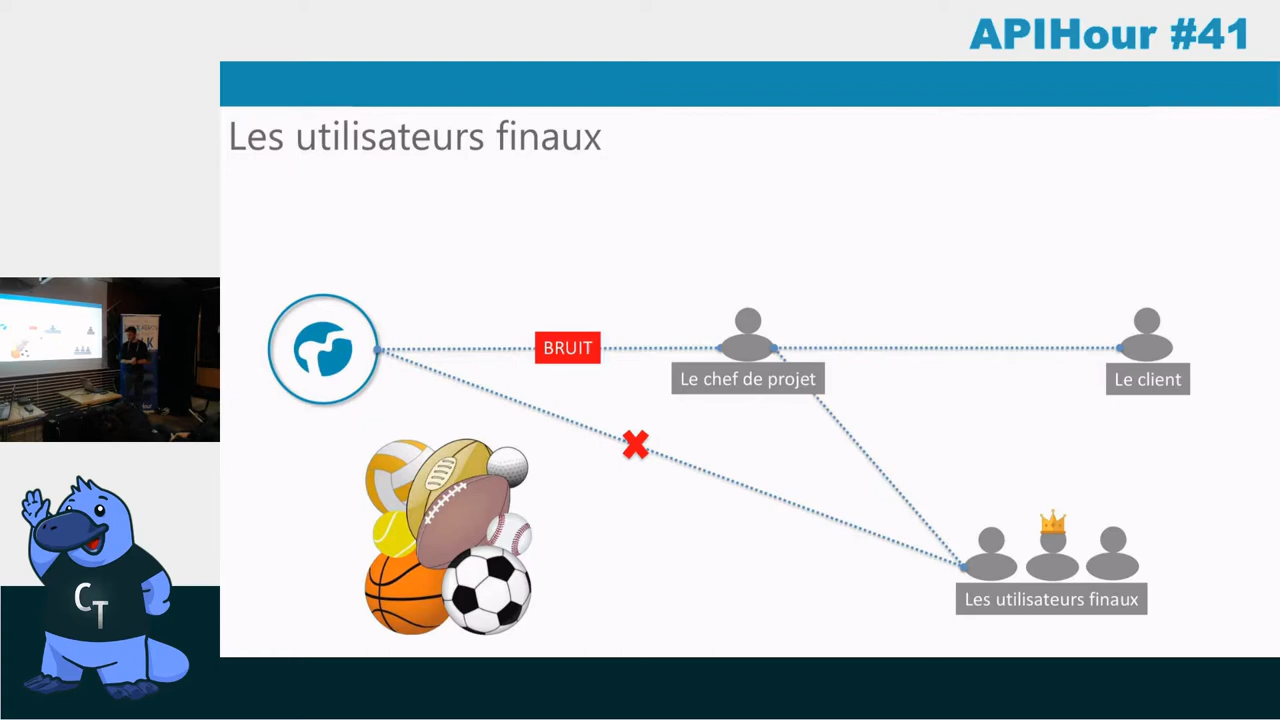 APIHour #41
Les utilisateurs finaux
BRUIT
Le chef de projet
Le client
Les utilisateurs finaux
CT